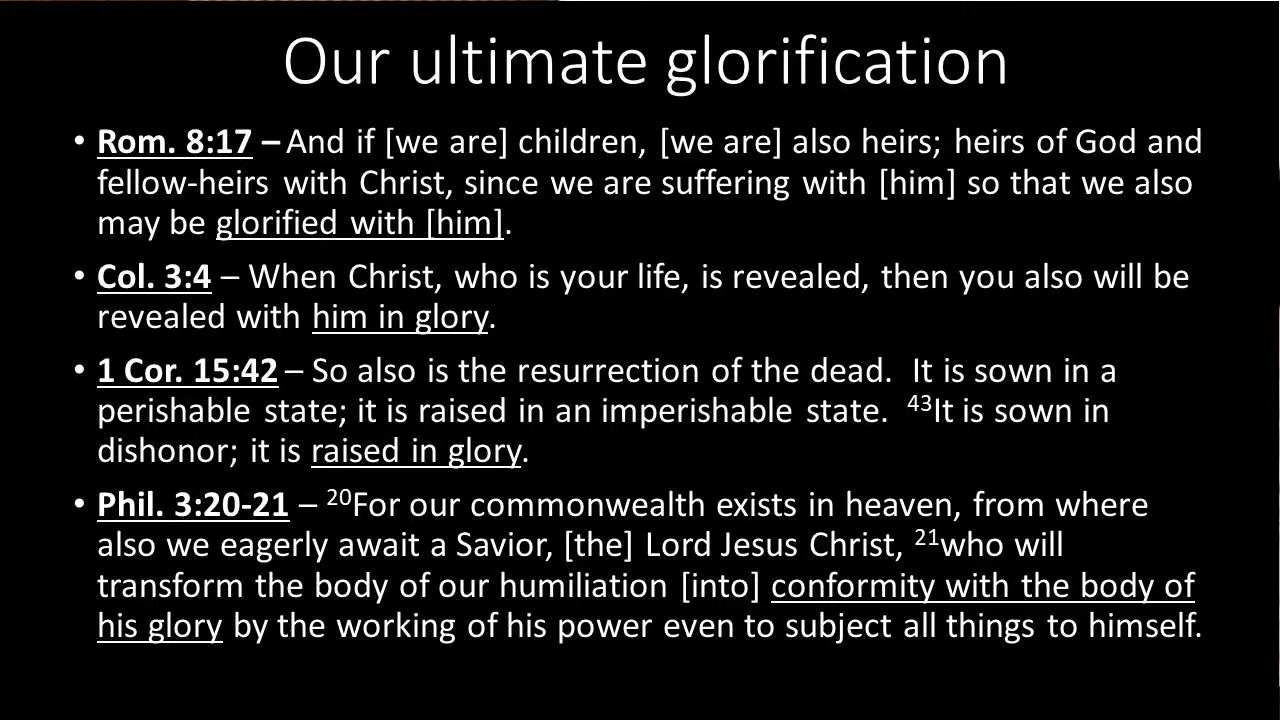 Our ultimate glorification
• Rom. 8:17 – And if [we are] children, [we are] also heirs; heirs of God and
fellow-heirs with Christ, since we are suffering with [him] so that we also
may be glorified with [him].
• Col. 3:4 – When Christ, who is your life, is revealed, then you also will be
revealed with him in glory.
• 1 Cor. 15:42 – So also is the resurrection of the dead.  It is sown in a
perishable state; it is raised in an imperishable state.  43It is sown in
dishonor; it is raised in glory.
• Phil. 3:20-21 – 20For our commonwealth exists in heaven, from where
also we eagerly await a Savior, [the] Lord Jesus Christ, 21who will
transform the body of our humiliation [into] conformity with the body of
his glory by the working of his power even to subject all things to himself.